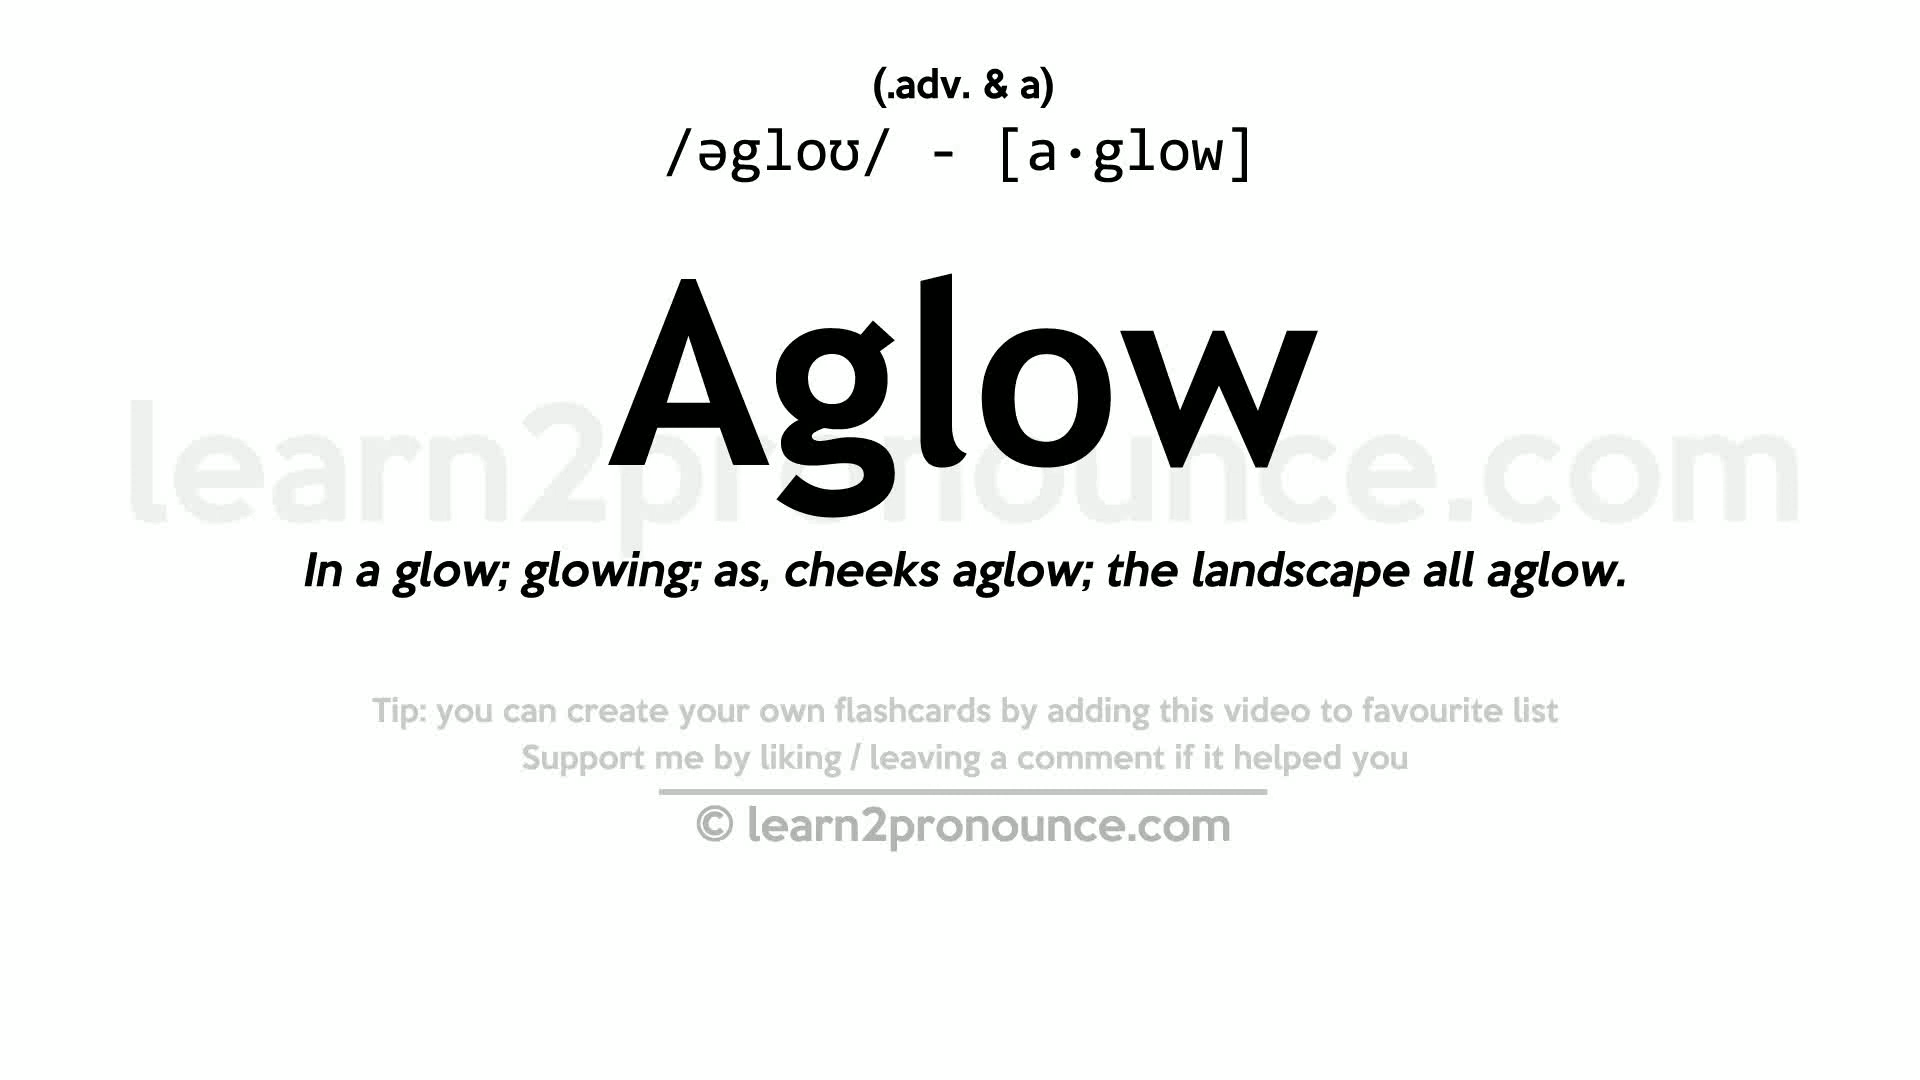 (.adv. & a)
/əgloʊ/ - [a·glow]
Aglow
learn2pronounce.com
In a glow; glowing; as, cheeks aglow; the landscape all aglow.
Tip: you can create your own flashcards by adding this video to favourite list
Support me by liking / leaving a comment if it helped you
© learn2pronounce.com